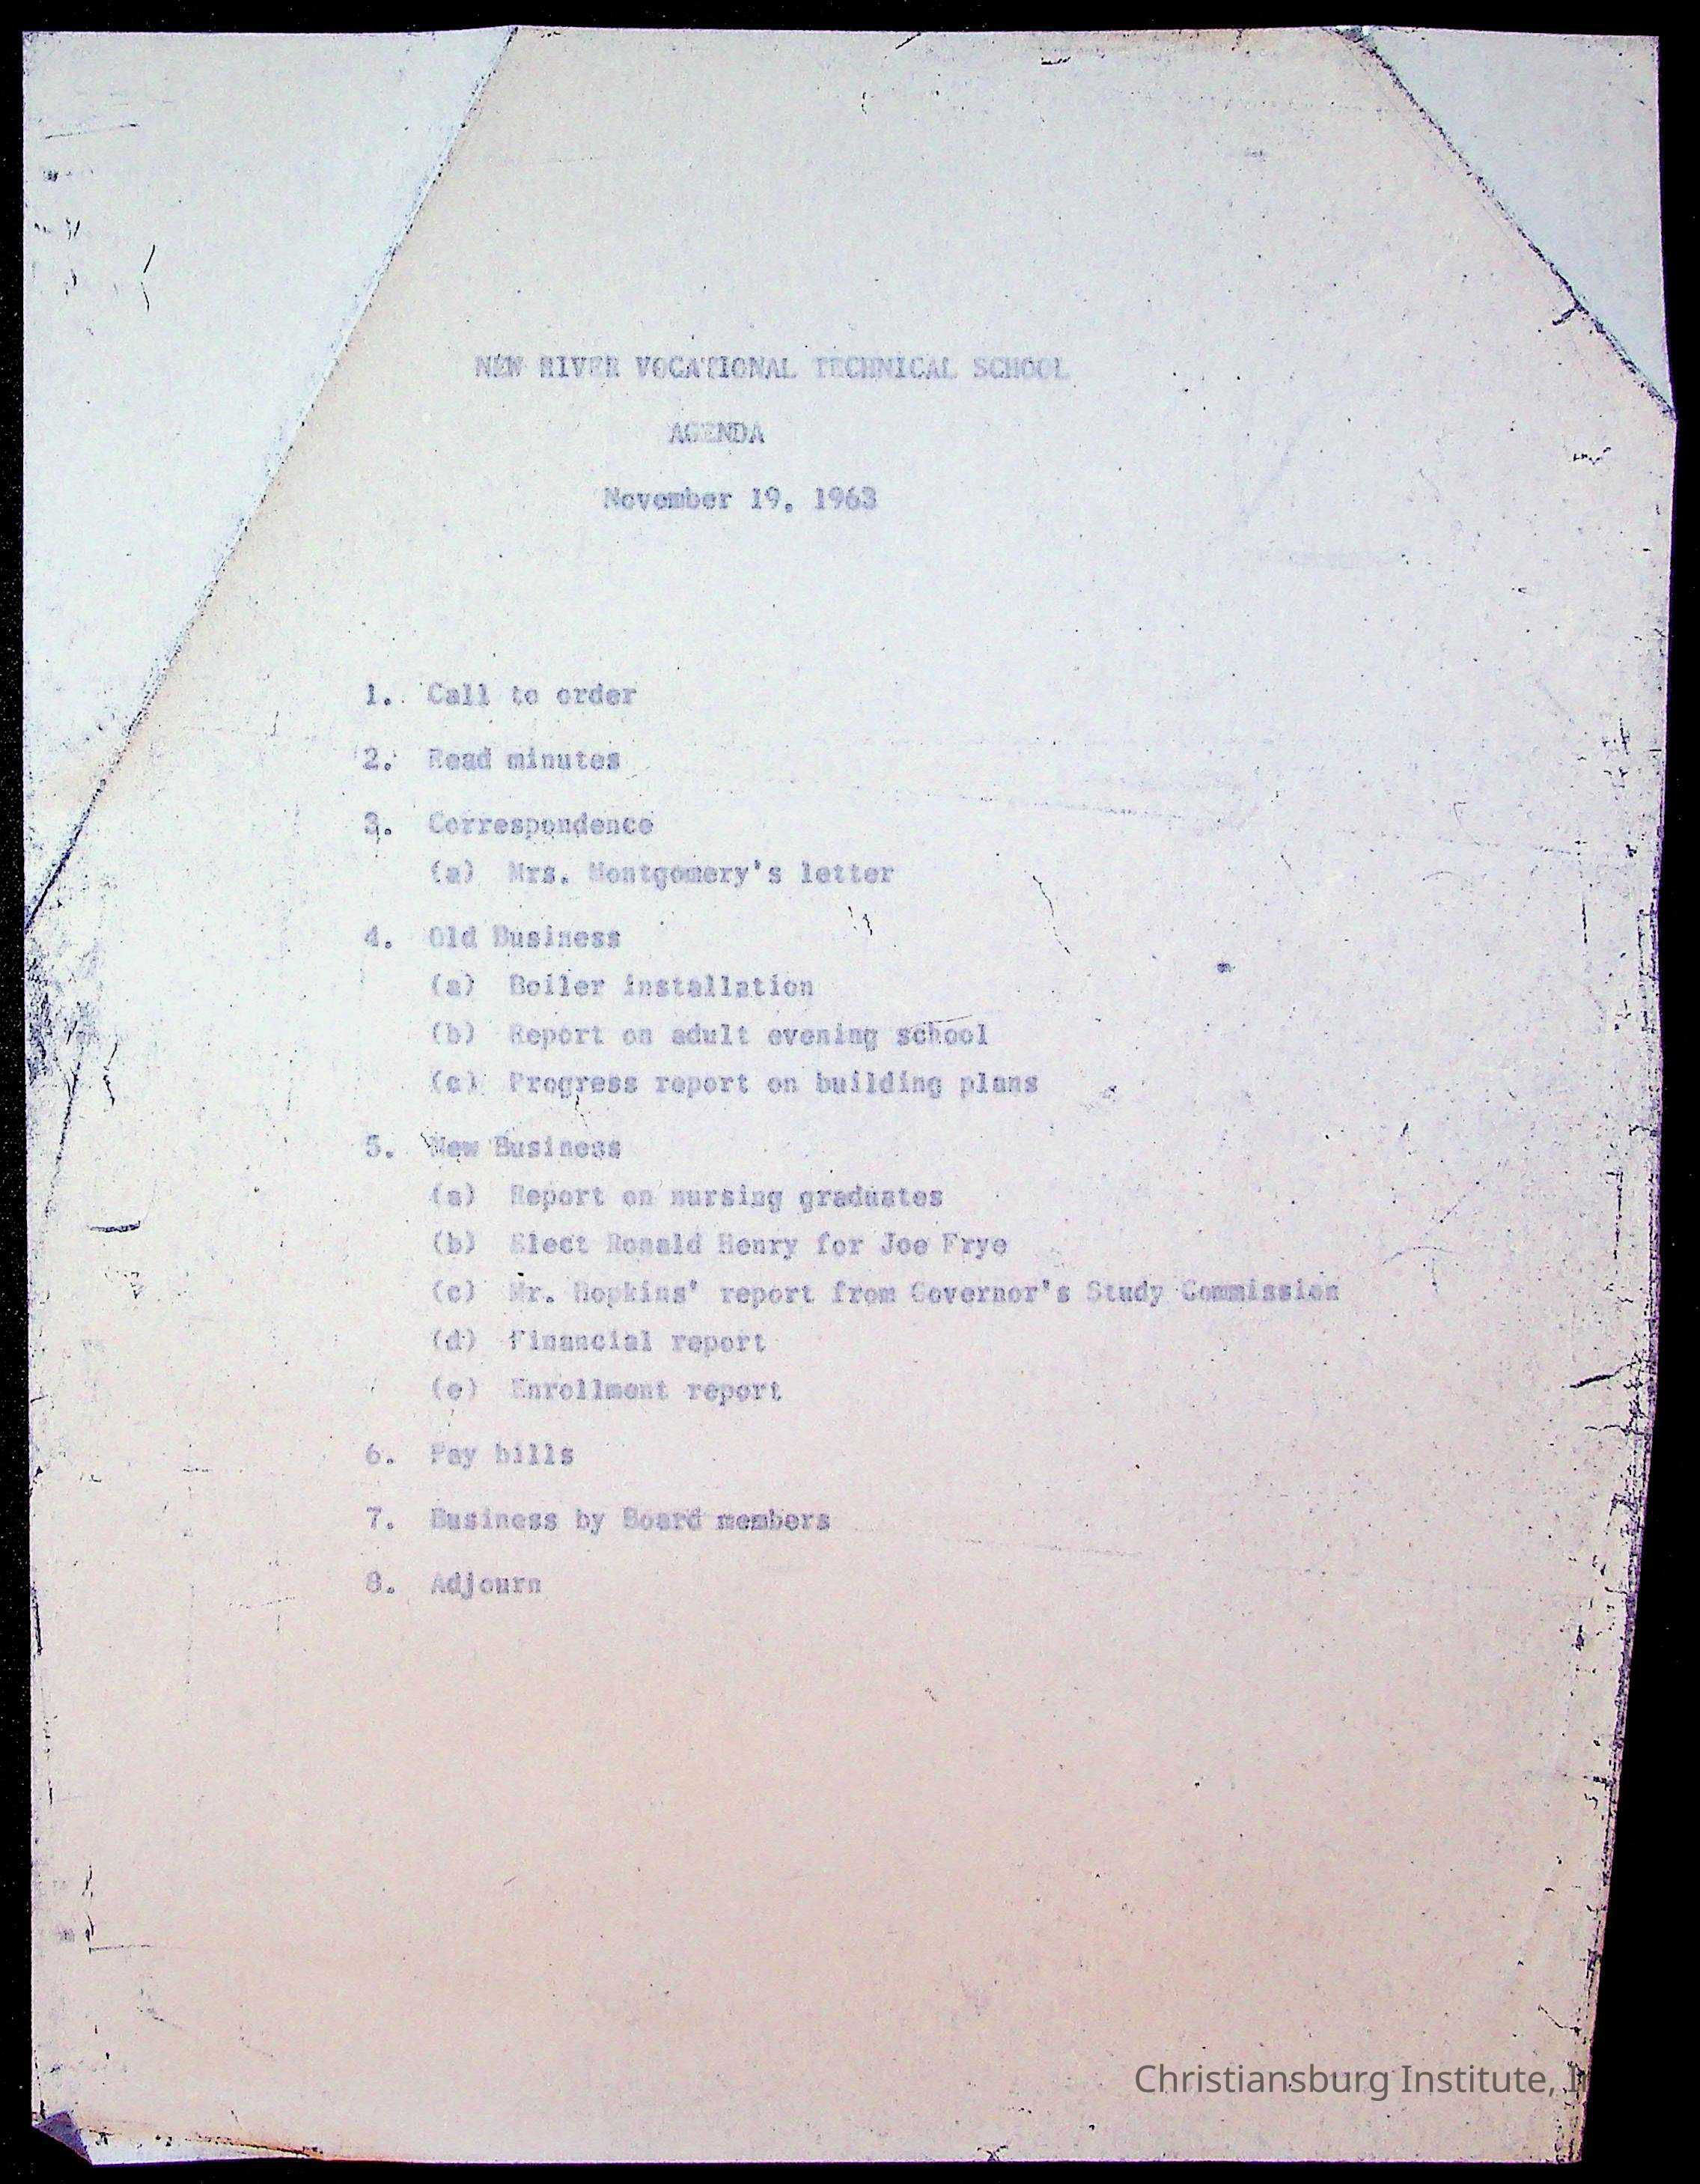 NEW RIVER VOCATIONAL TECHNICAL SCHOOL
AGENDA
November 19, 1963
1. Call to order
2. Read minutes
3. Correspondence
(a) Mrs. Montgomery's letter
4. Old Business
(a) Boiler installation
(b) Report on adult evening school
(c) Progress report on building plans
5. New Business
(a) Report on nursing graduates
(b) Elect Ronald Henry for Joe Frye
(c) Mr. Hopkins' report from Governor's Study Commission
(d) Financial report
(e) Enrollment report
6. Pay bills
7. Business by Board members
8. Adjourn
Christiansburg Institute, I